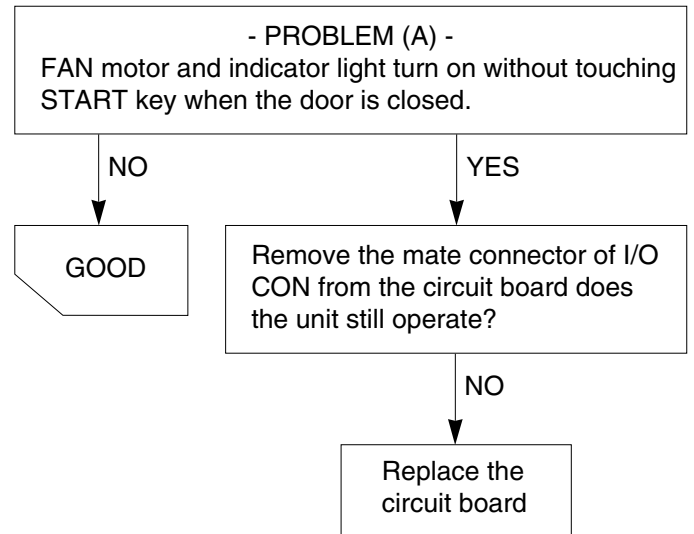 - PROBLEM (A) -
FAN motor and indicator light turn on without touching
START key when the door is closed.
NO
YES
GOOD
Remove the mate connector of I/O
CON from the circuit board does
the unit still operate?
NO
Replace the
circuit board